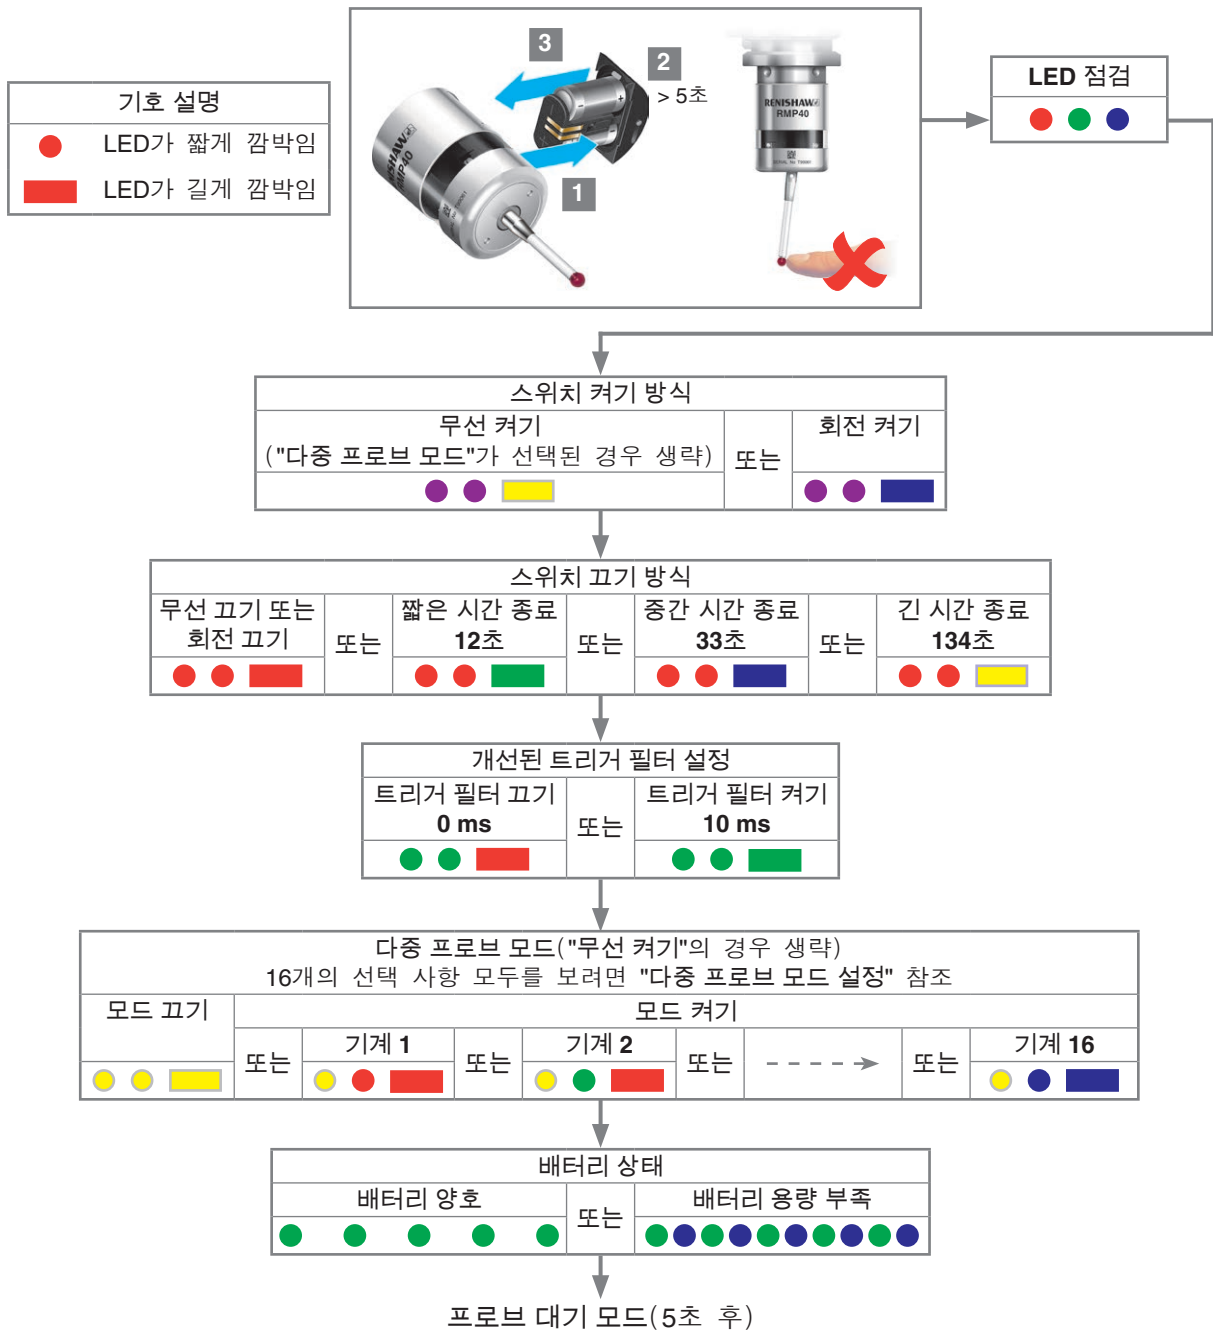 기호 설명
LED가 짧게 깜박임
LED가 길게 깜박임
3
2
> 5초
1
RENISHAW
RMP40
RENISHAW
RMP40
LED 점검
스위치 켜기 방식
무선 켜기
("다중 프로브 모드"가 선택된 경우 생략)
또는
회전 켜기
스위치 끄기 방식
무선 끄기 또는
회전 끄기
또는
짧은 시간 종료
12초
또는
중간 시간 종료
33초
또는
긴 시간 종료
134초
개선된 트리거 필터 설정
트리거 필터 끄기
0 ms
또는
트리거 필터 켜기
10 ms
다중 프로브 모드("무선 켜기"의 경우 생략)
16개의 선택 사항 모두를 보려면 "다중 프로브 모드 설정" 참조
모드 끄기
모드 켜기
또는
기계 1
또는
기계 2
또는
또는
기계 16
배터리 상태
배터리 양호
또는
배터리 용량 부족
프로브 대기 모드(5초 후)